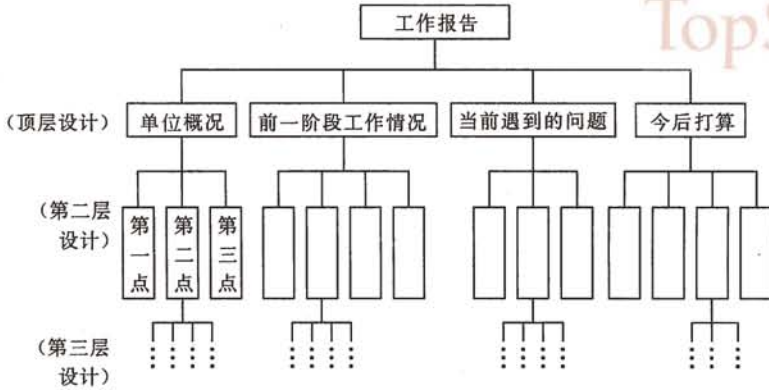 工作报告
TopS
(顶层设计)
单位概况
前一阶段工作情况
当前遇到的问题
今后打算
(第二层
设计)
第一点
第二点
第三点
(第三层
设计)